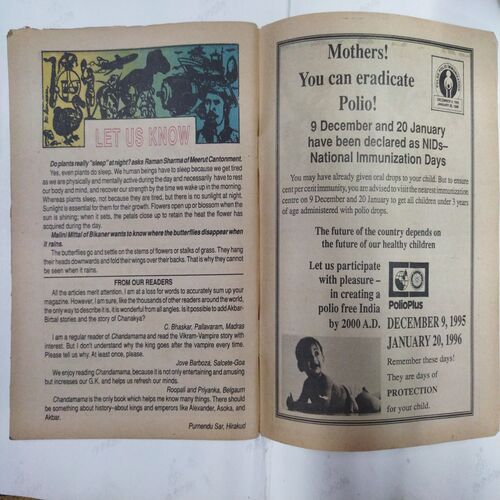 LET US KNOW
Do plants really "sleep" at night? asks Raman Sharma of Meerut Cantonment.
Yes, even plants do sleep. We human beings have to sleep because we get tired
as we are physically and mentally active during the day and necessarily have to rest
our body and mind, and recover our strength by the time we wake up in the morning.
Whereas plants sleep, not because they are tired, but there is no sunlight at night.
Sunlight is essential for them for their growth. Flowers open up or blossom when the
sun is shining; when it sets, the petals close up to retain the heat the flower has
acquired during the day.
Malini Mittal of Bikaner wants to know where the butterflies disappear when
it rains.
The butterflies go and settle on the stems of flowers or stalks of grass. They hang
their heads downwards and fold their wings over their backs. That is why they cannot
be seen when it rains.
FROM OUR READERS
All the articles merit attention. I am at a loss for words to accurately sum up your
magazine. However, I am sure, like the thousands of other readers around the world,
the only way to describe it is, it is wonderful from all angles. Is it possible to add Akbar-
Birbal stories and the story of Chanakya?
C. Bhaskar, Pallavaram, Madras
I am a regular reader of Chandamama and read the Vikram-Vampire story with
interest. But I don't understand why the king goes after the vampire every time.
Please tell us why. At least once, please.
Jove Barboza, Salcete-Goa
We enjoy reading Chandamama, because it is not only entertaining and amusing
but increases our G.K. and helps us refresh our minds.
Roopali and Priyanka, Belgaum
Chandamama is the only book which helps me know many things. There should
be something about history–about kings and emperors like Alexander, Asoka, and
Akbar.
Purnendu Sar, Hirakud
Mothers!
You can eradicate
Polio!
DECEMBER 9, 1995
JANUARY 20, 1996
9 December and 20 January
have been declared as NIDs–
National Immunization Days
You may have already given oral drops to your child. But to ensure
cent per cent immunity, you are advised to visit the nearest immunization
centre on 9 December and 20 January to get all children under 3 years
of age administered with polio drops.
The future of the country depends on
the future of our healthy children
Let us participate
with pleasure –
in creating a
polio free India
by 2000 A.D.
PolioPlus
DECEMBER 9, 1995
JANUARY 20, 1996
Remember these days!
They are days of
PROTECTION
for your child.